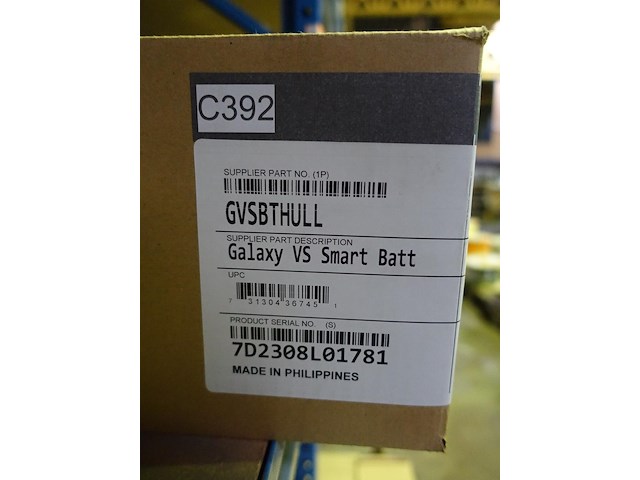 C392
SUPPLIER PART NO. (1P)
GVSBTHULL
SUPPLIER PART DESCRIPTION
Galaxy VS Smart Batt
UPC
7 31304 36745 1
PRODUCT SERIAL NO. (S)
7D2308L01781
MADE IN PHILIPPINES